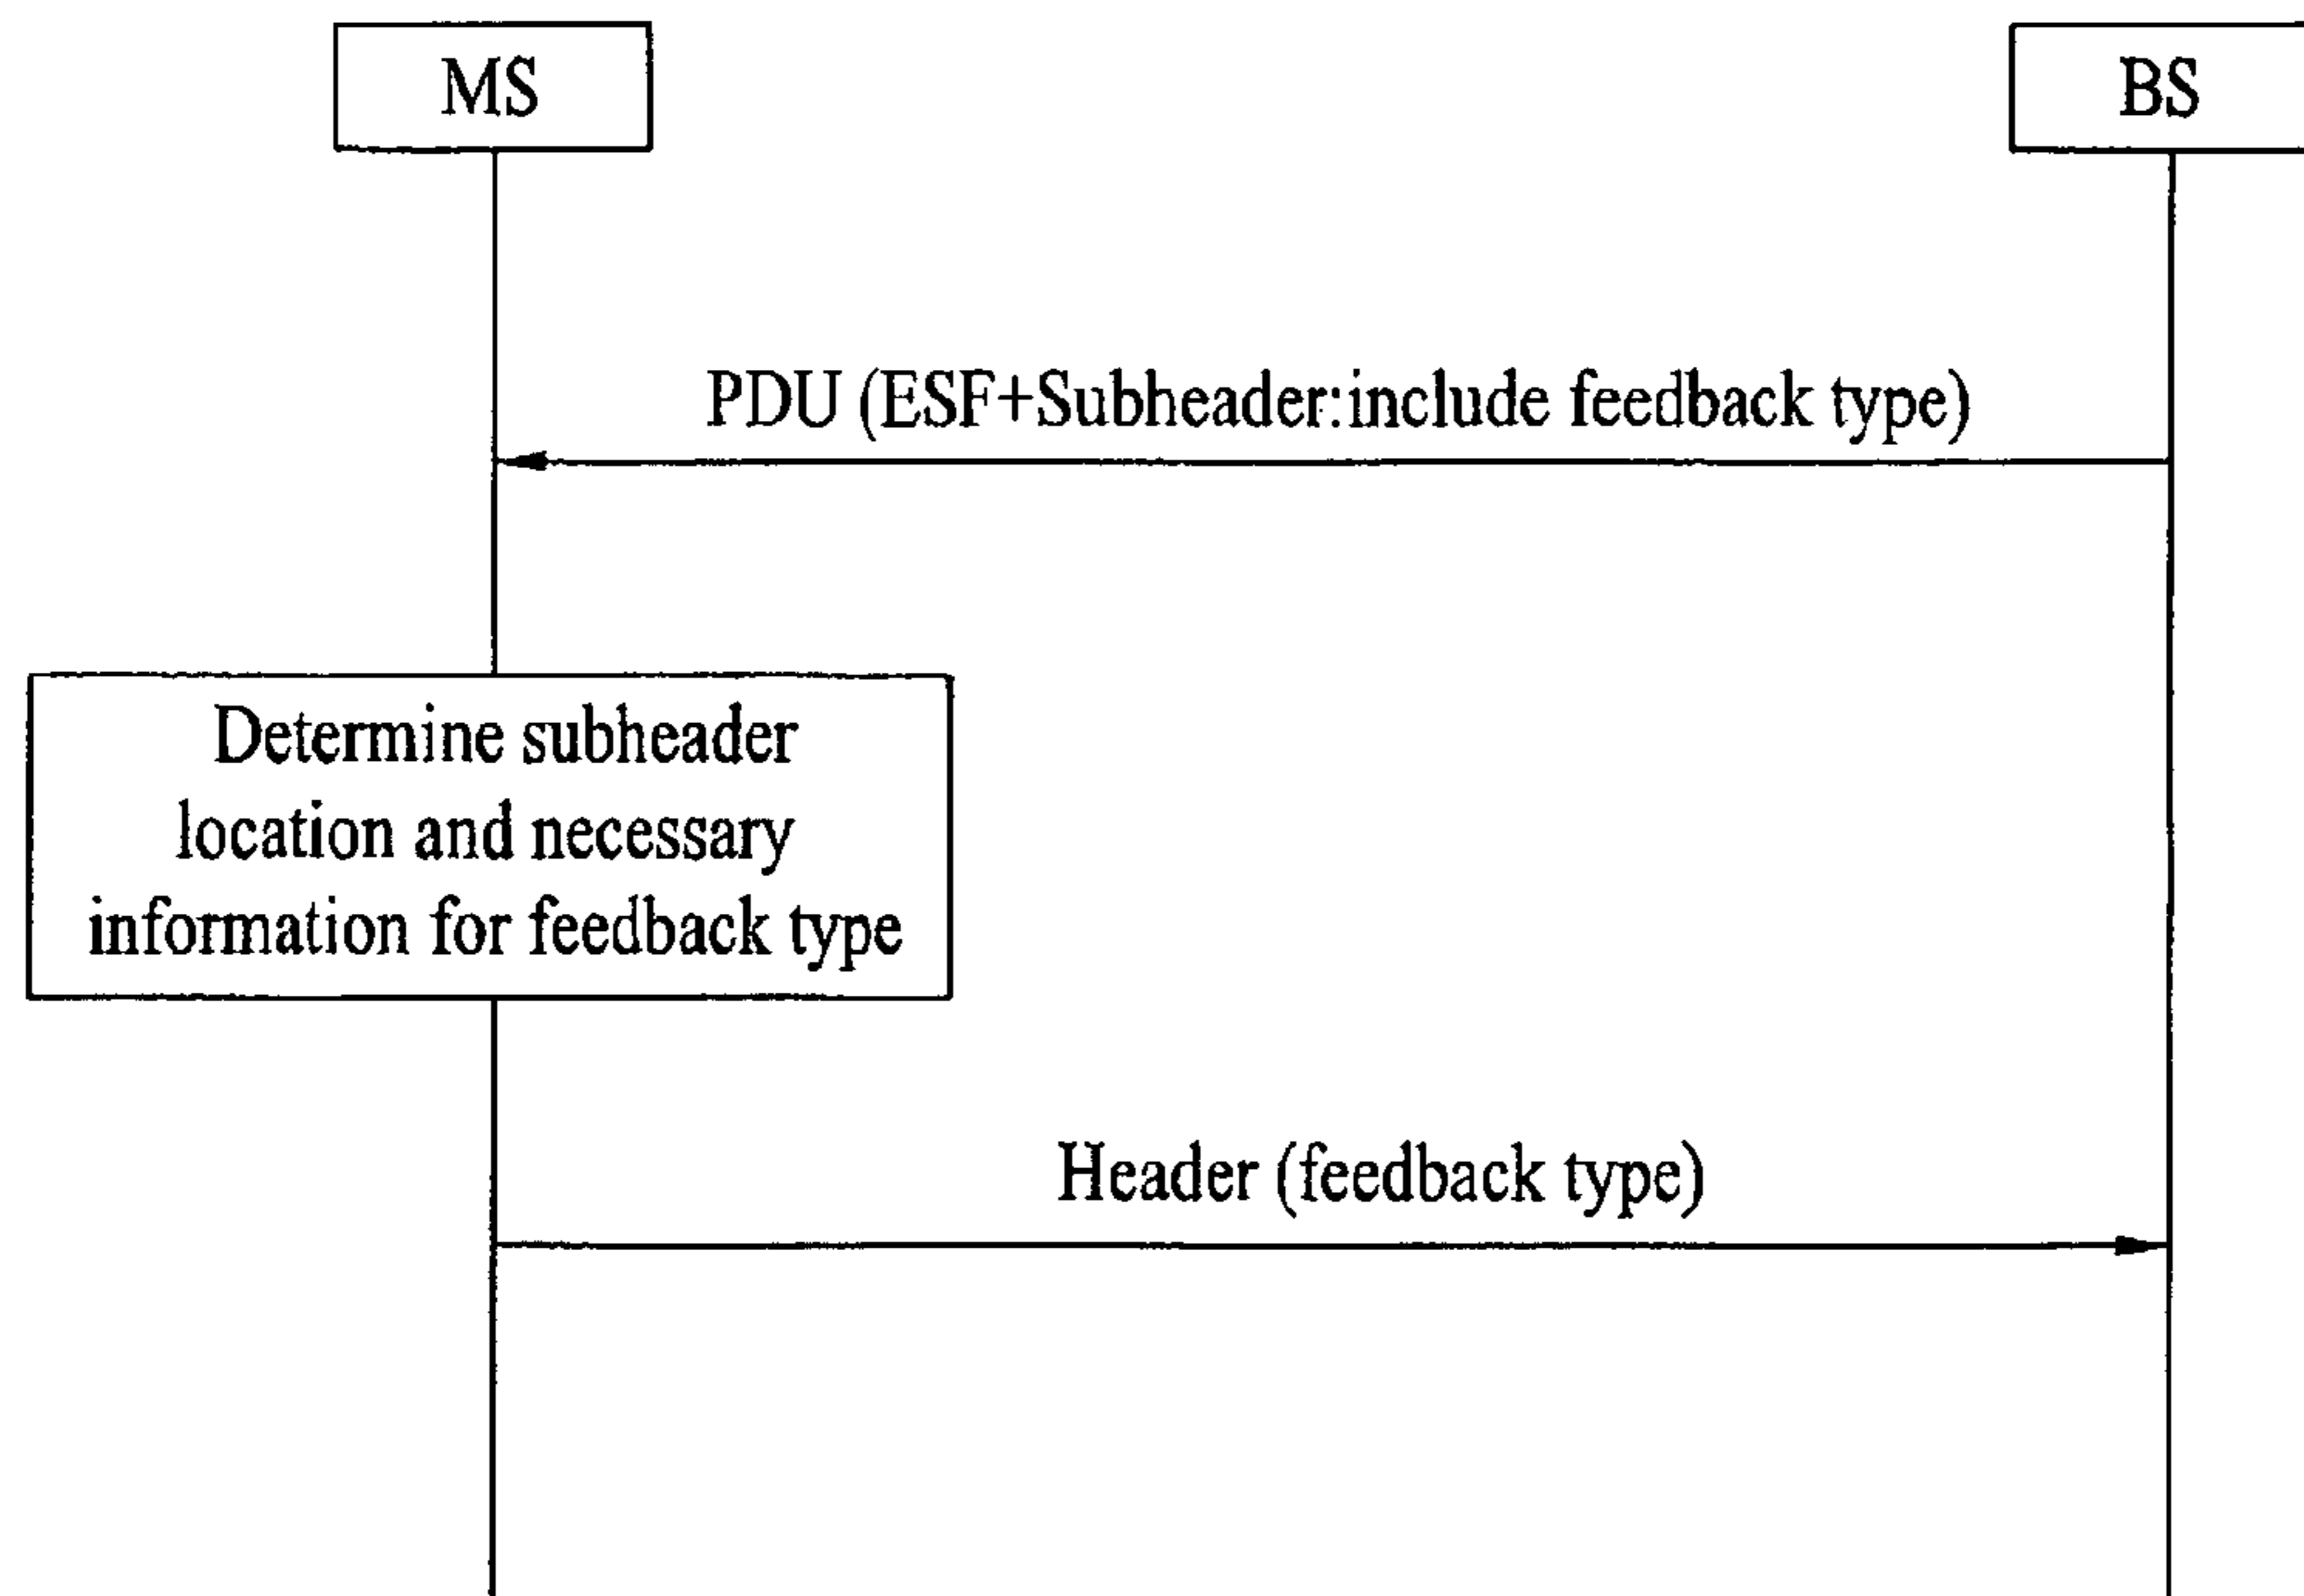 MS
BS
PDU (ESF+Subheader:include feedback type)
Determine subheader
location and necessary
information for feedback type
Header (feedback type)